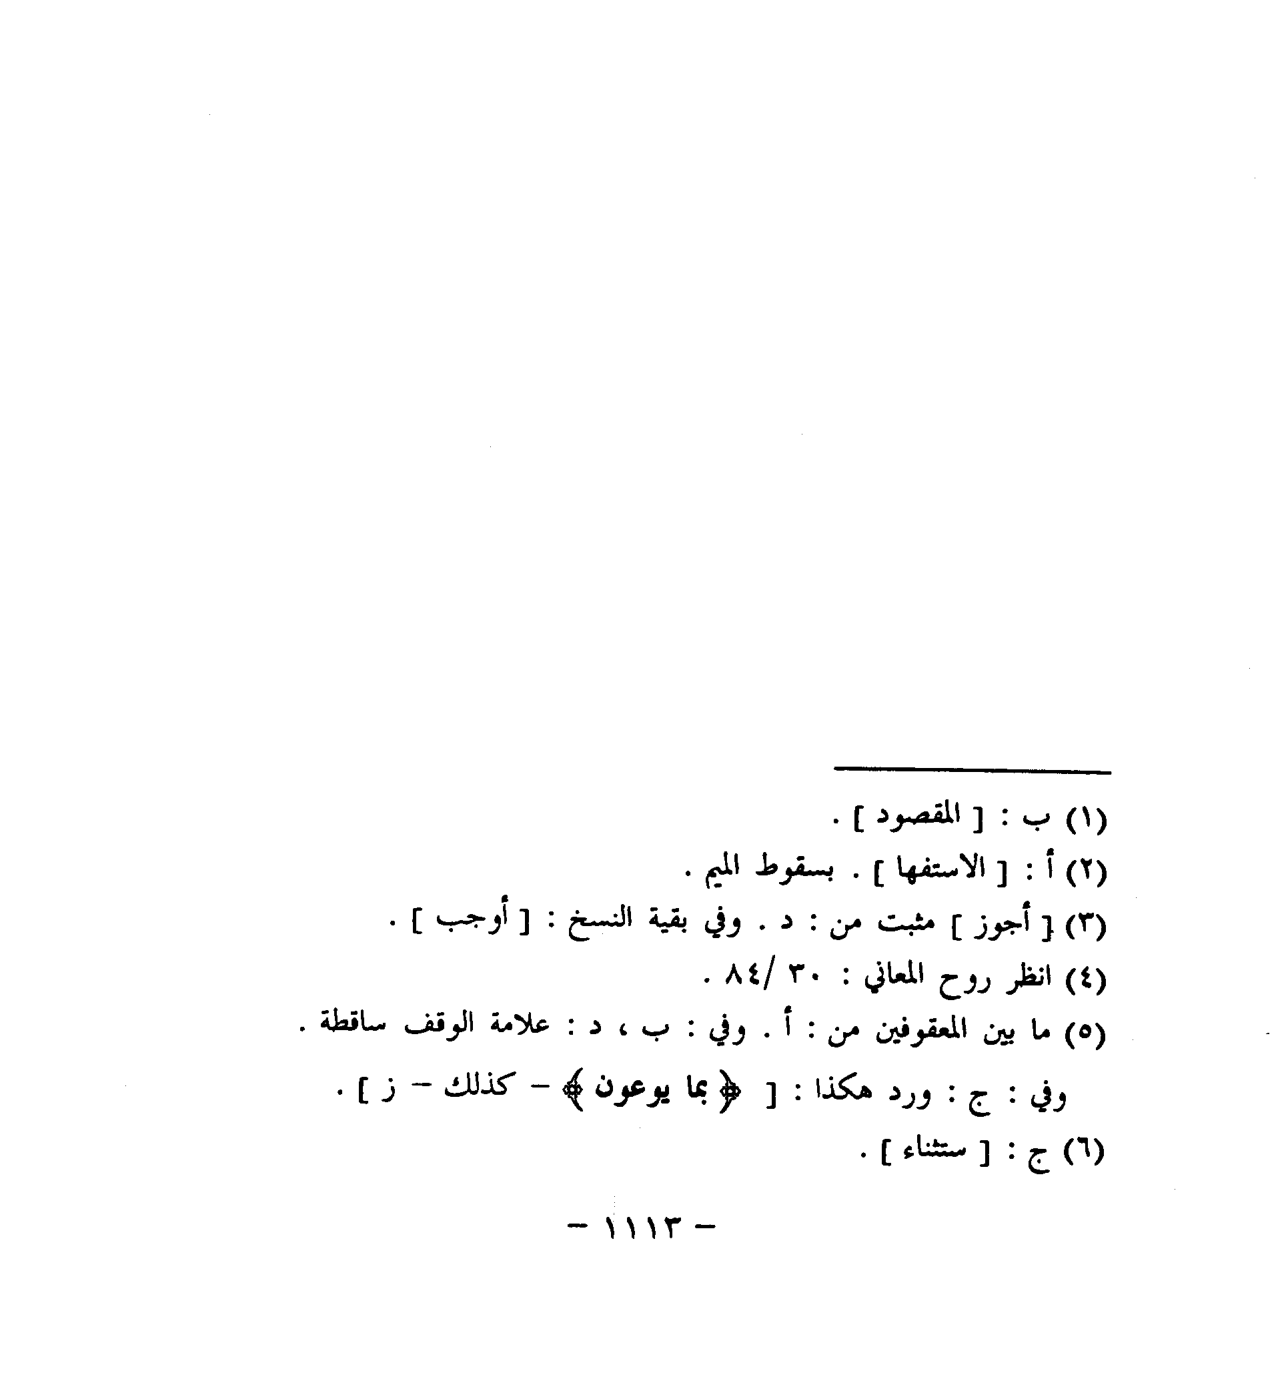 (١) ب : [ المقصود ] .
(٢) أ : [ الاستفها ] . بسقوط الميم .
(٣) [ أجوز ] مثبت من : د . وفي بقية النسخ : [ أوجب ] .
(٤) انظر روح المعاني : ٣٠ /٨٤ .
(٥) ما بين المعقوفين من : أ . وفي : ب ، د : علامة الوقف ساقطة .
وفي : ج : ورد هكذا : [ ﴿ بما يوعون ﴾ – كذلك – ز ] .
(٦) ج : [ ستثناء ] .
– ١١١٣ –